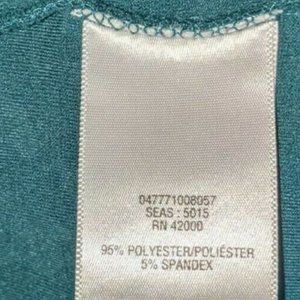 047771008057
SEAS : 5015
RN 42000
95% POLYESTER/POLIÉSTER
5% SPANDEX